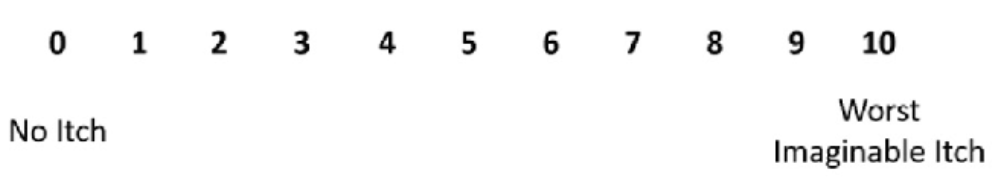 0 1 2 3 4 5 6 7 8 9 10
No Itch
Worst
Imaginable Itch